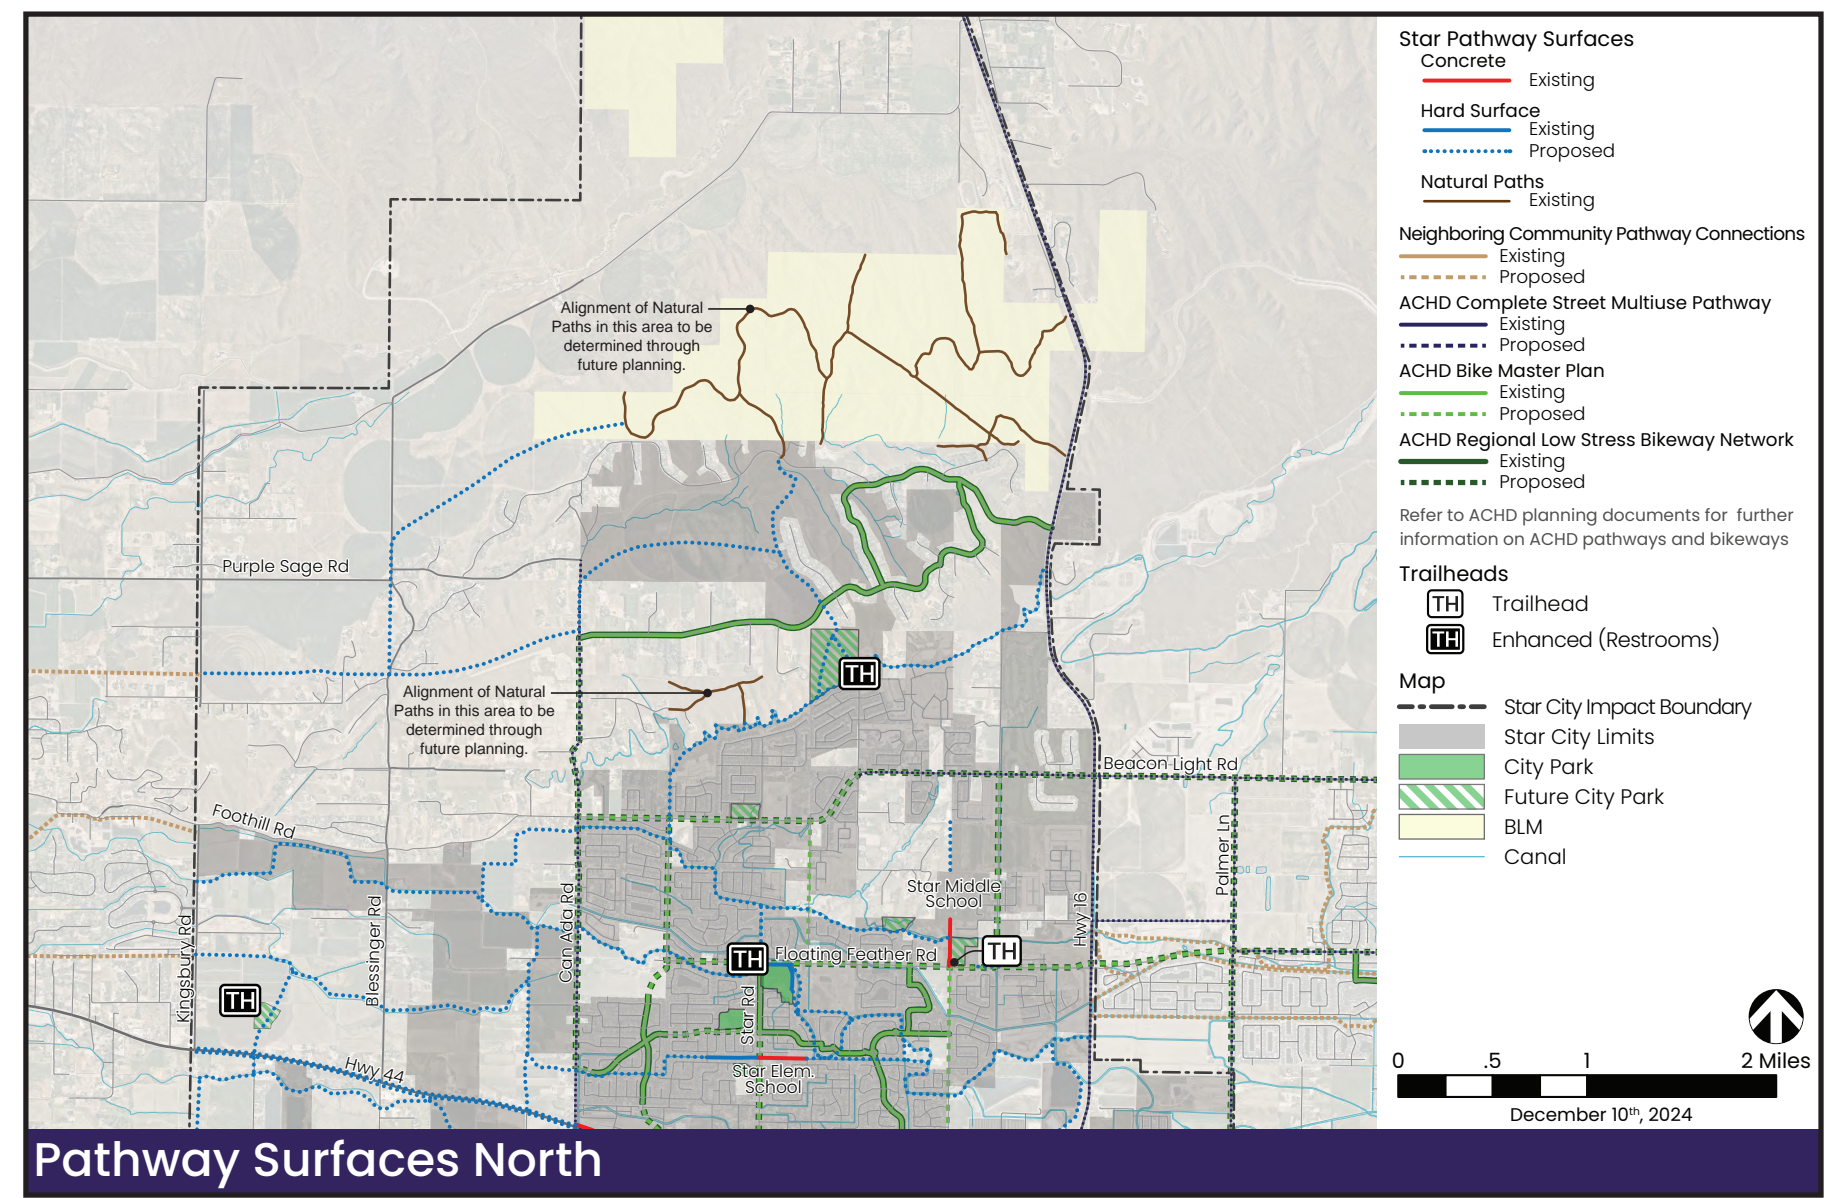 Star Pathway Surfaces
Concrete
Existing
Hard Surface
Existing
Proposed
Natural Paths
Existing
Neighboring Community Pathway Connections
Existing
Proposed
ACHD Complete Street Multiuse Pathway
Existing
Proposed
ACHD Bike Master Plan
Existing
Proposed
ACHD Regional Low Stress Bikeway Network
Existing
Proposed
Refer to ACHD planning documents for further
information on ACHD pathways and bikeways
Trailheads
TH Trailhead
TH Enhanced (Restrooms)
Map
Star City Impact Boundary
Star City Limits
City Park
Future City Park
BLM
Canal
0 .5 1 2 Miles
December 10th, 2024
Alignment of Natural
Paths in this area to be
determined through
future planning.
Purple Sage Rd
TH
Alignment of Natural
Paths in this area to be
determined through
future planning.
Beacon Light Rd
Foothill Rd
Palmer Ln
Star Middle
School
Hwy 16
Can Ada Rd
Blessinger Rd
Kingsbury Rd
TH
Floating Feather Rd
TH
TH
Star Rd
Hwy 44
Star Elem.
School
Pathway Surfaces North